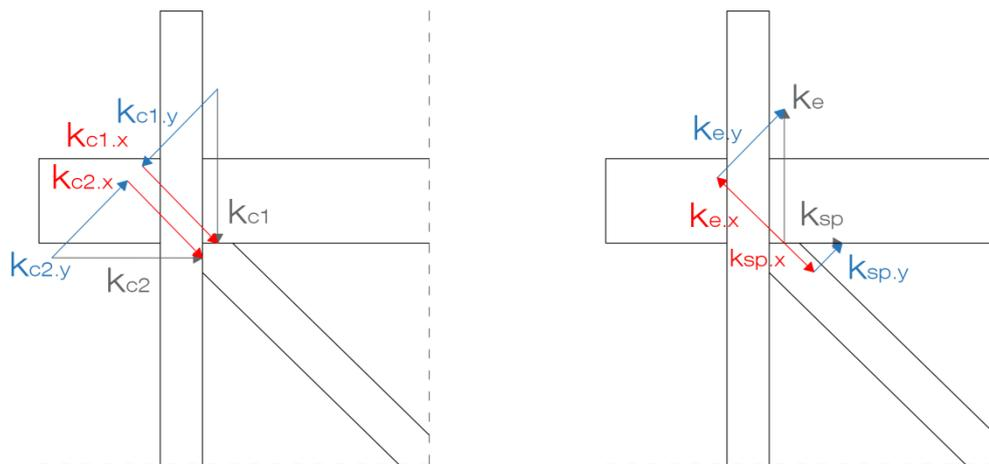 kc1.y
kc1.x
kc2.x
kc1
kc2.y
kc2
ke
ke.y
ke.x
ksp
ksp.x
ksp.y